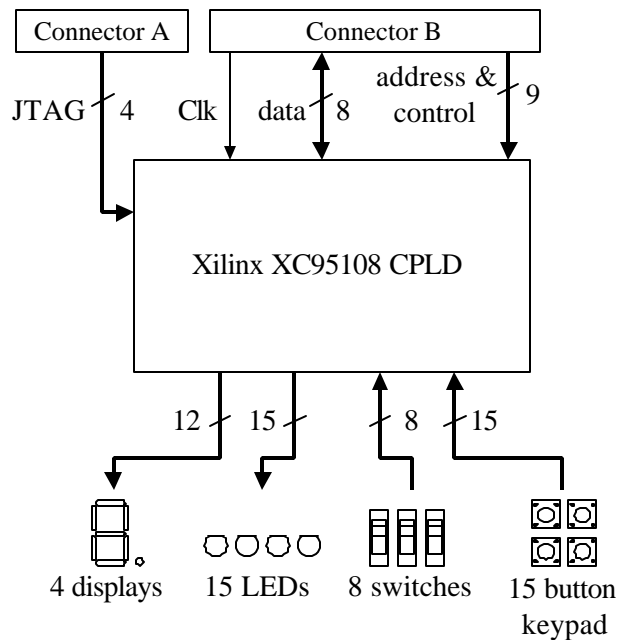 Connector A
Connector B
JTAG
4
Clk
data
8
address &
control
9
Xilinx XC95108 CPLD
12
15
8
15
4 displays
15 LEDs
8 switches
15 button
keypad